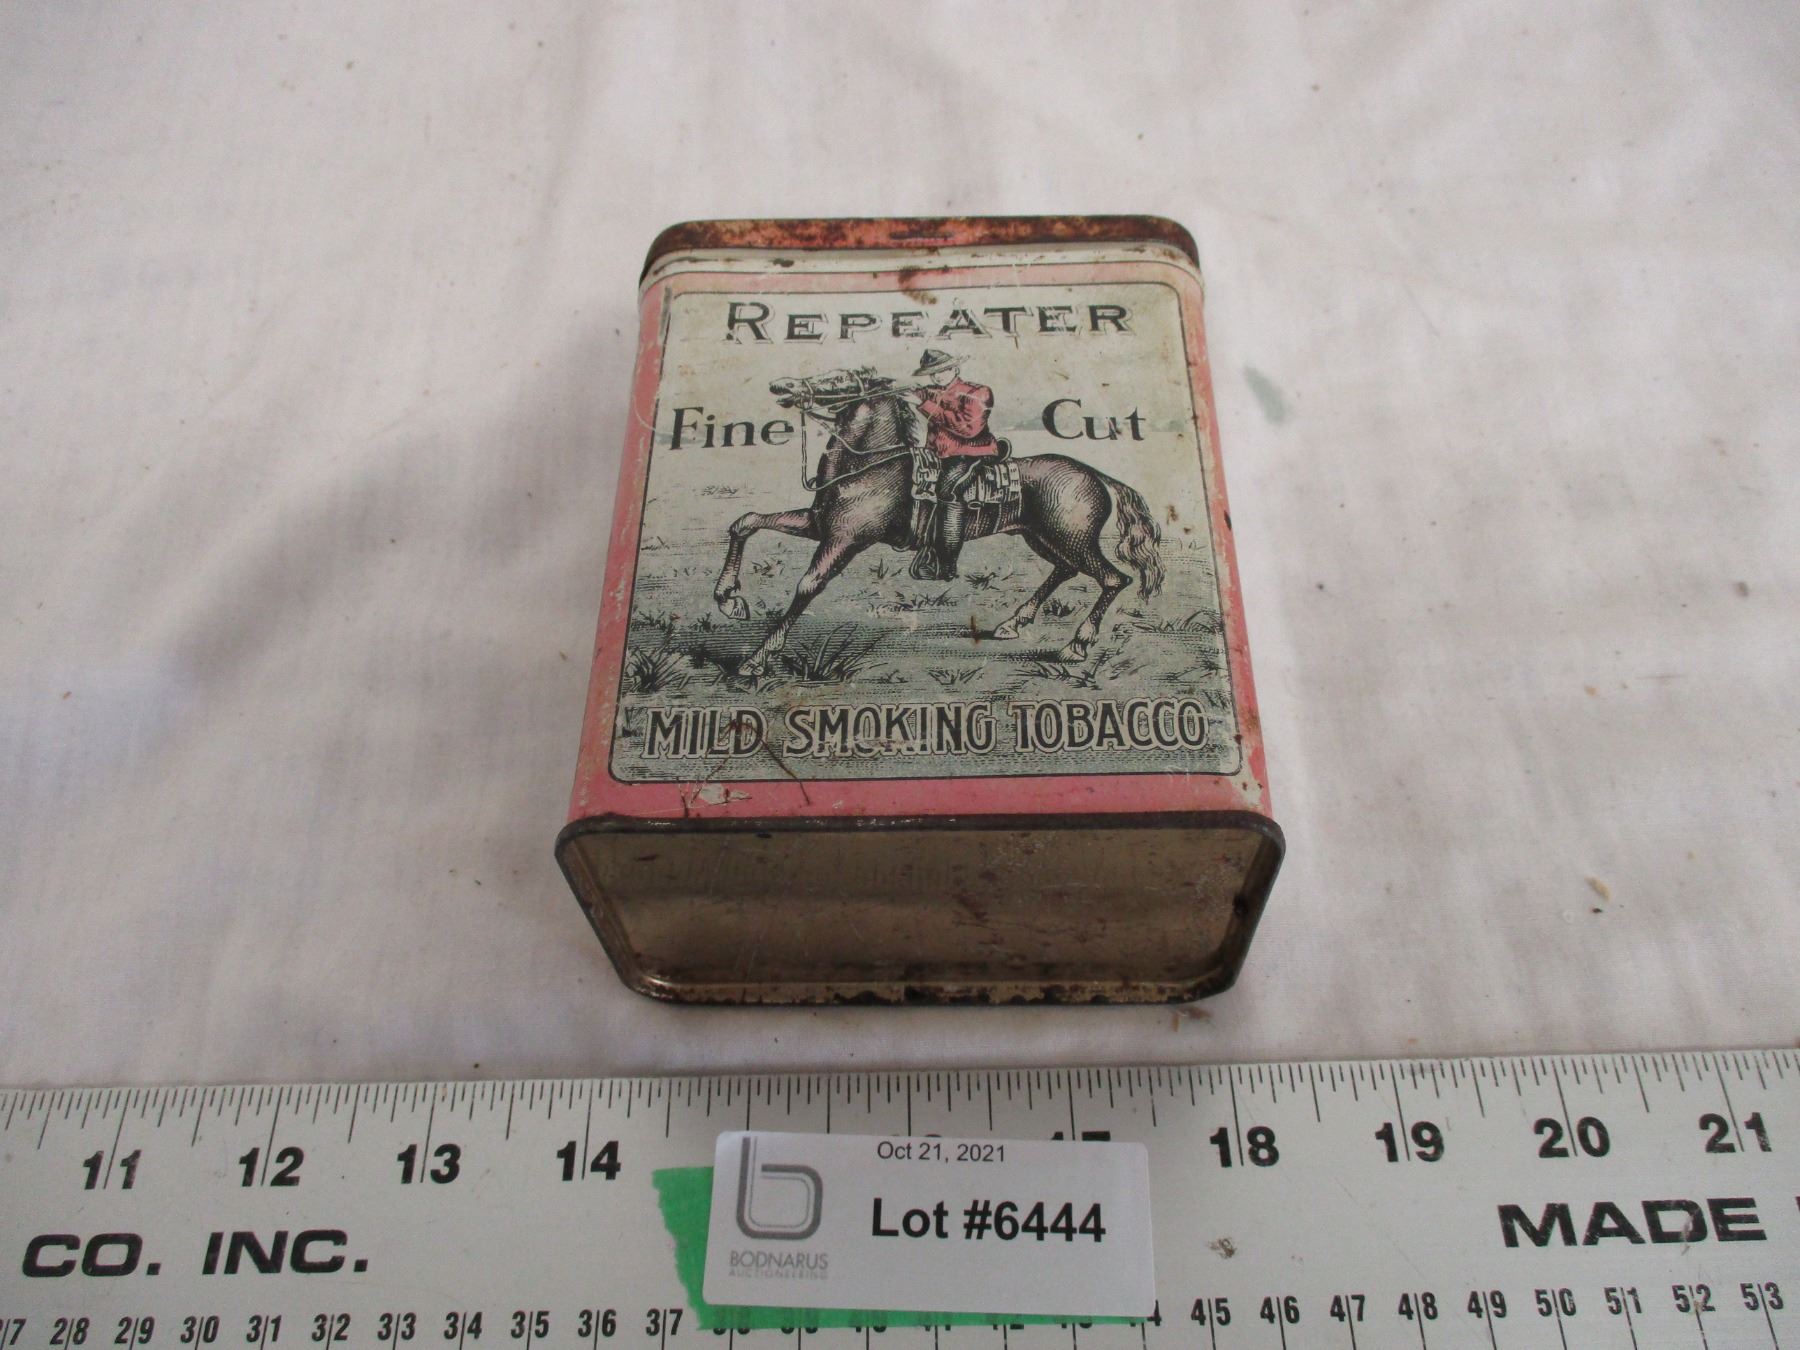 REPEATER
Fine Cut
MILD SMOKING TOBACCO
11 12 13 14 17 18 19 20 21
Oct 21, 2021
Lot #6444
BODNARUS
AUCTIONEERING
CO. INC. MADE
28 29 30 31 32 33 34 35 36 37 45 46 47 48 49 50 51 52 53